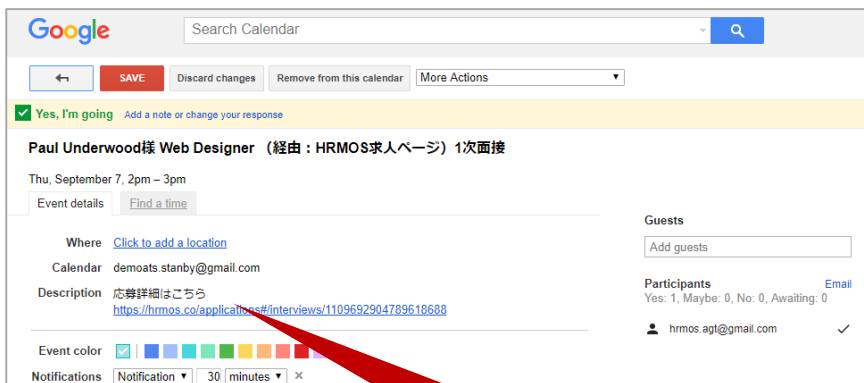 Google
Search Calendar
SAVE Discard changes Remove from this calendar More Actions
Yes, I'm going Add a note or change your response
Paul Underwood様 Web Designer （経由：HRMOS求人ページ）1次面接
Thu, September 7, 2pm – 3pm
Event details Find a time
Guests
Add guests
Where Click to add a location
Calendar demoats.stanby@gmail.com
Participants Email
Yes: 1, Maybe: 0, No: 0, Awaiting: 0
Description 応募詳細はこちら
https://hrmos.co/applications#/interviews/1109692904789618688
hrmos.agt@gmail.com
Event color
Notifications Notification 30 minutes ×